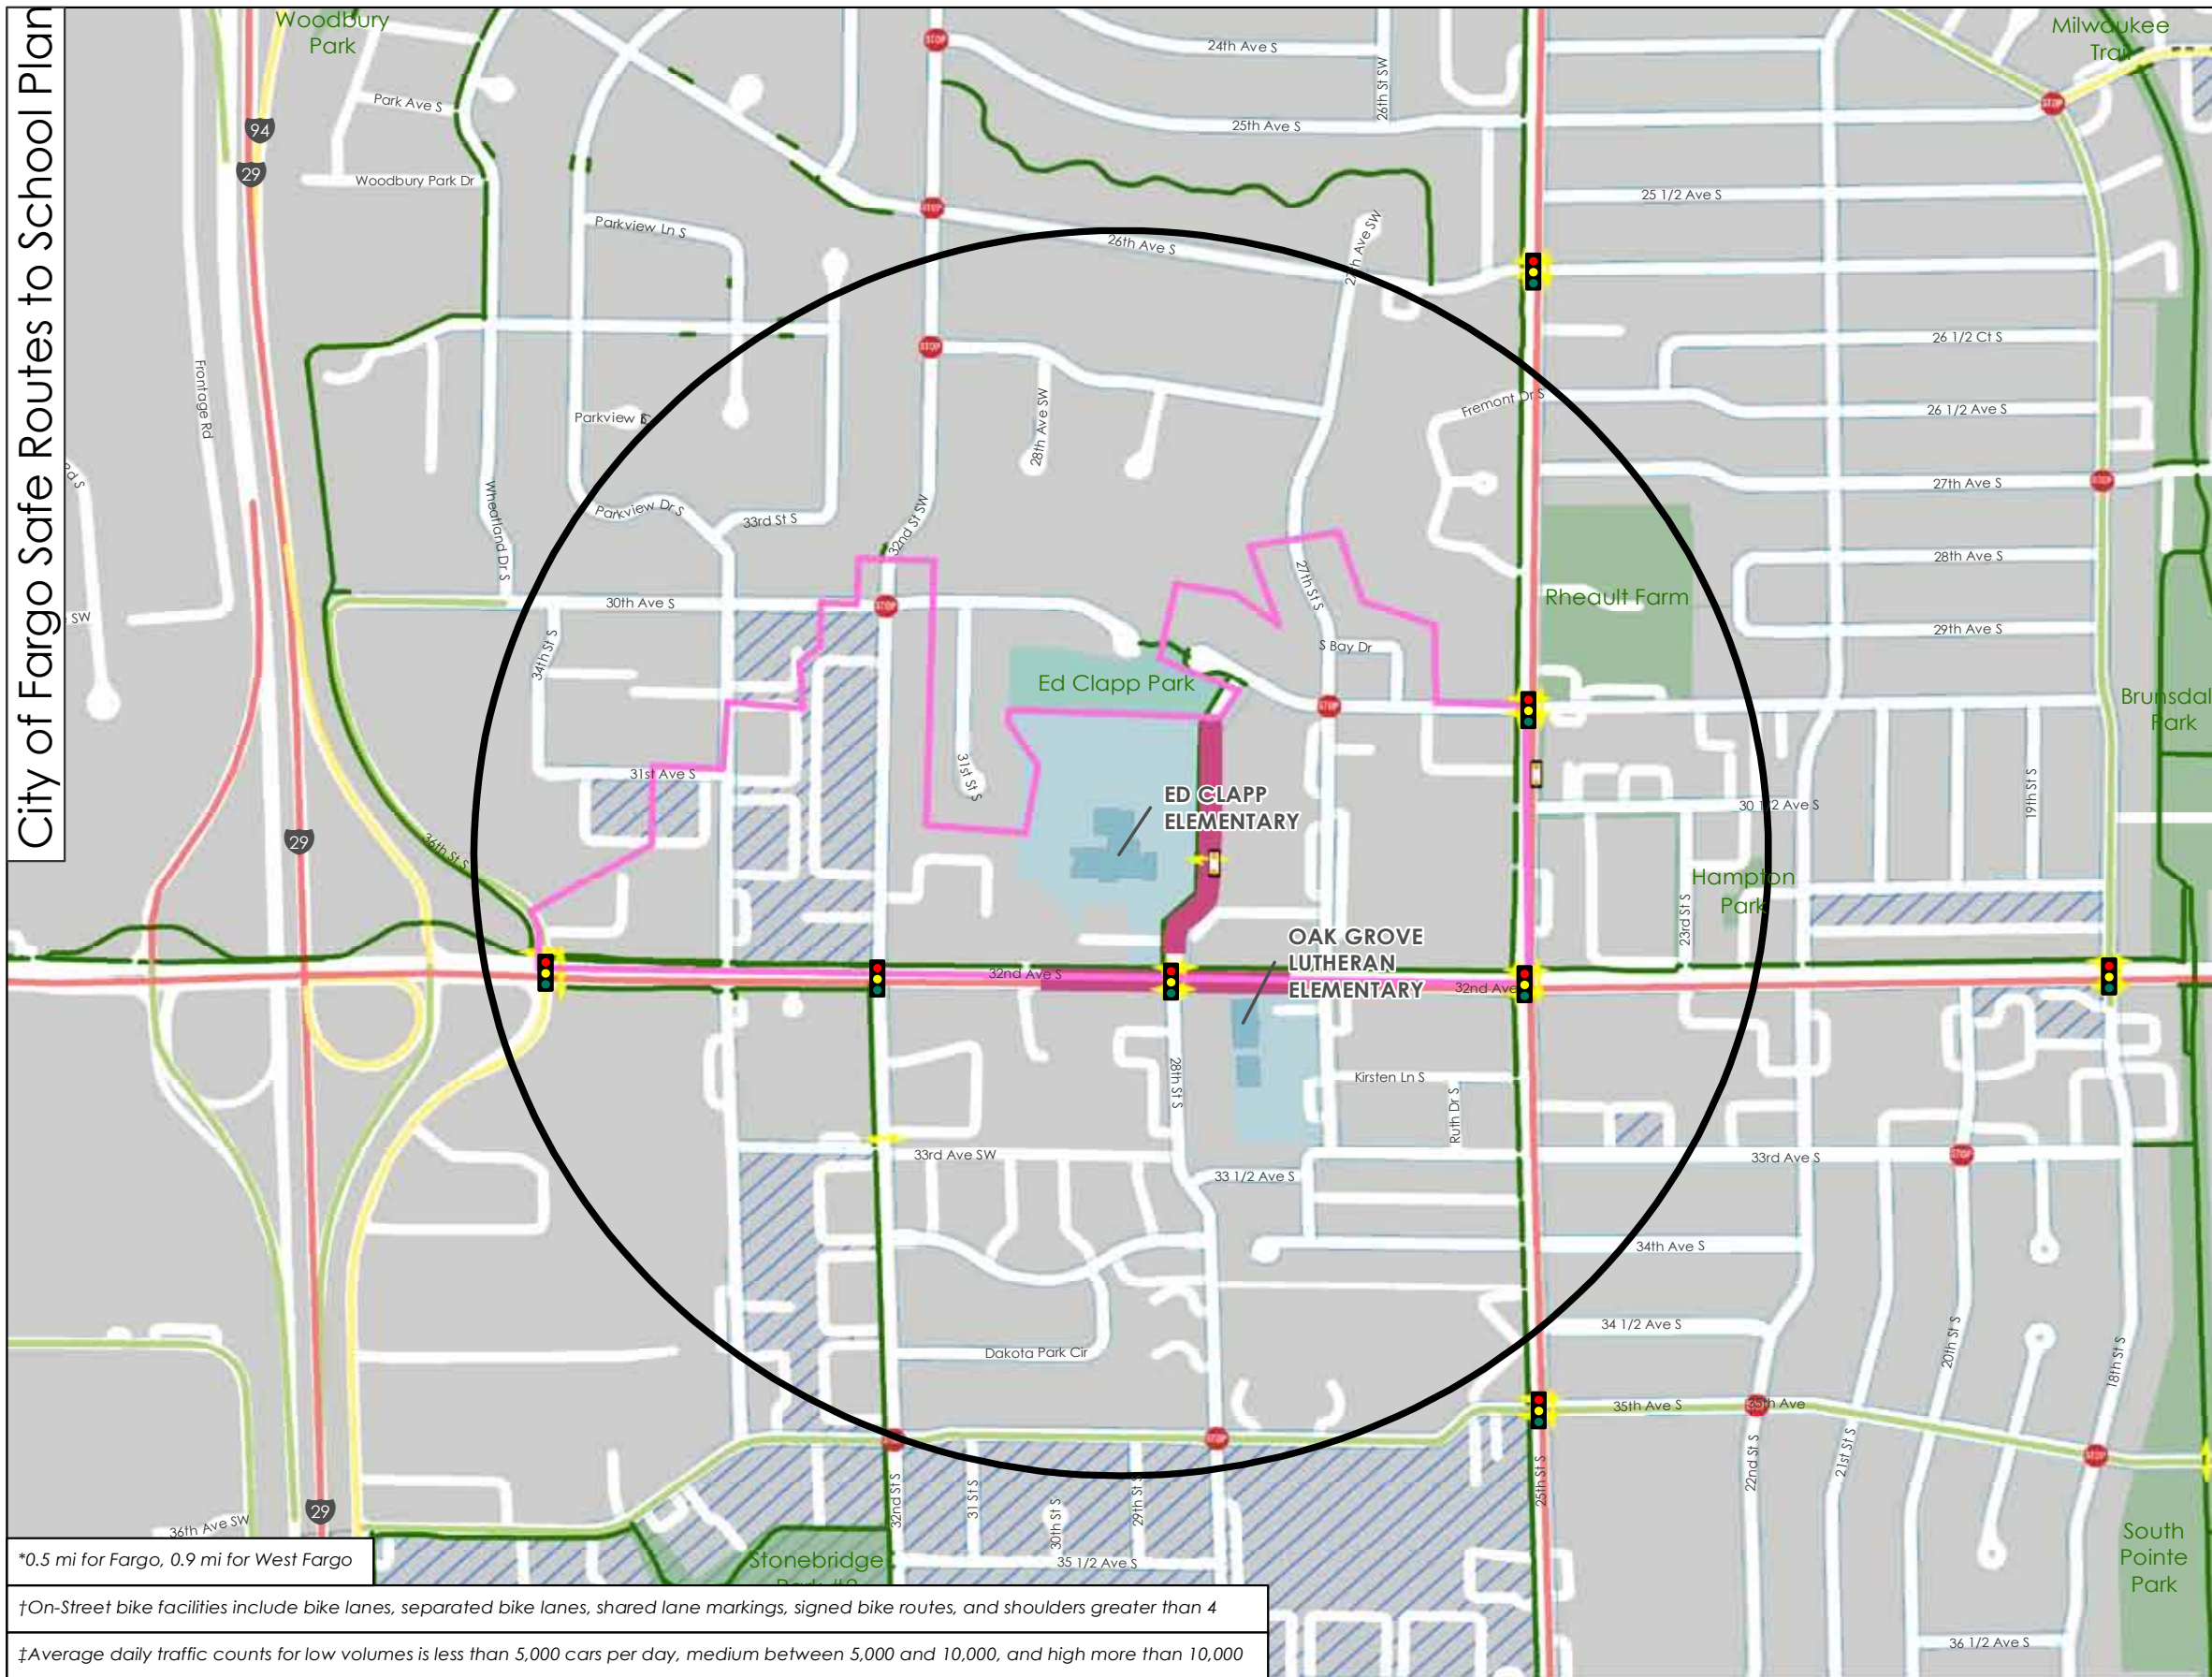 City of Fargo Safe Routes to School Plan
Woodbury
Park
Milwaukee
24th Ave S
26th St SW
94
Park Ave S
25th Ave S
STOP
29
Woodbury Park Dr
25 1/2 Ave S
Parkview Ln S
26th Ave S
26 1/2 Ct S
Frontage Rd
28th Ave SW
Fremont Dr S
26 1/2 Ave S
Parkview
Wheatland Dr S
Parkview Dr S
33rd St S
32nd St SW
27th Ave S
28th Ave S
27th St S
Rheault Farm
SW
30th Ave S
29th Ave S
34th St S
S Bay Dr
Ed Clapp Park
Brunsdal
Park
31st Ave S
31st St S
ED CLAPP
ELEMENTARY
19th St S
30 1/2 Ave S
29
36th St S
Hampton
Park
23rd St S
OAK GROVE
LUTHERAN
ELEMENTARY
32nd Ave S
32nd Ave
28th St S
Kirsten Ln S
Ruth Dr S
33rd Ave SW
33rd Ave S
33 1/2 Ave S
34th Ave S
34 1/2 Ave S
20th St S
18th St S
Dakota Park Cir
35th Ave S
35th Ave
21st St S
22nd St S
25th St S
32nd St S
31 St S
30th St S
29th St S
29
36th Ave SW
35 1/2 Ave S
Stonebridge
South
Pointe
Park
36 1/2 Ave S
*0.5 mi for Fargo, 0.9 mi for West Fargo
†On-Street bike facilities include bike lanes, separated bike lanes, shared lane markings, signed bike routes, and shoulders greater than 4
‡Average daily traffic counts for low volumes is less than 5,000 cars per day, medium between 5,000 and 10,000, and high more than 10,000